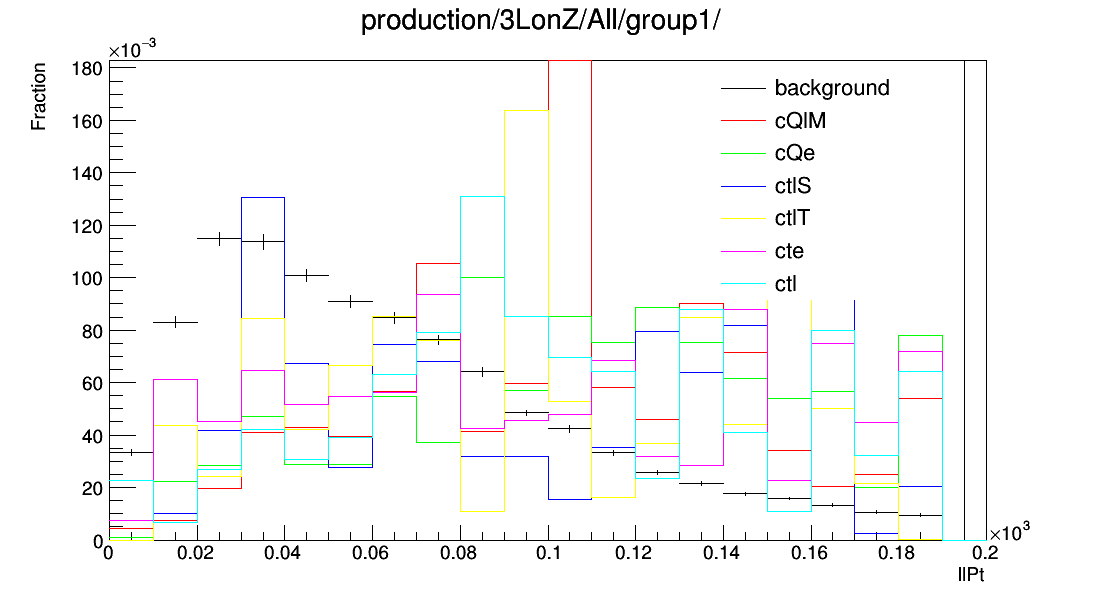 production/3LonZ/All/group1/
×10⁻³
Fraction
180
160
140
120
100
80
60
40
20
0
background
cQlM
cQe
ctlS
ctlT
cte
ctl
0 0.02 0.04 0.06 0.08 0.1 0.12 0.14 0.16 0.18 0.2
×10³
llPt